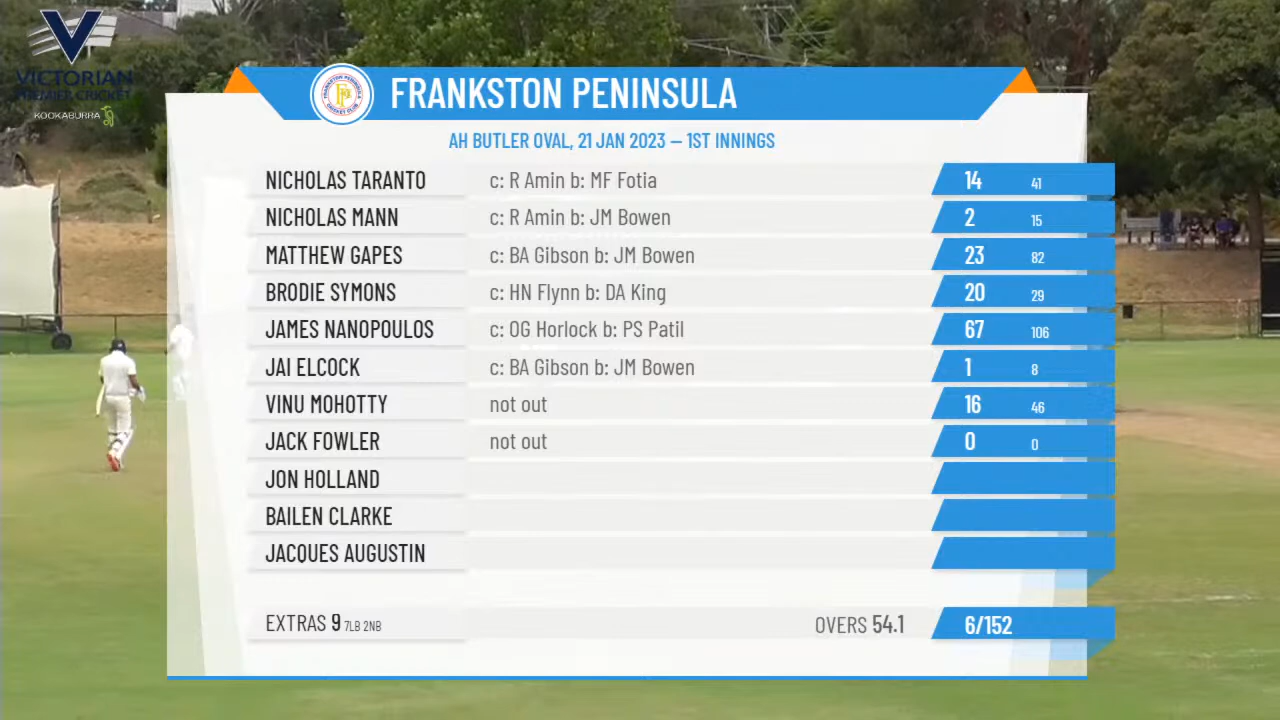 VICTORIAN
PREMIER CRICKET
KOOKABURRA
FRANKSTON PENINSULA
AH BUTLER OVAL, 21 JAN 2023 – 1ST INNINGS
NICHOLAS TARANTO c: R Amin b: MF Fotia 14 41
NICHOLAS MANN c: R Amin b: JM Bowen 2 15
MATTHEW GAPES c: BA Gibson b: JM Bowen 23 82
BRODIE SYMONS c: HN Flynn b: DA King 20 29
JAMES NANOPOULOS c: OG Horlock b: PS Patil 67 106
JAI ELCOCK c: BA Gibson b: JM Bowen 1 8
VINU MOHOTTY not out 16 46
JACK FOWLER not out 0 0
JON HOLLAND
BAILEN CLARKE
JACQUES AUGUSTIN
EXTRAS 9 7LB 2NB OVERS 54.1 6/152